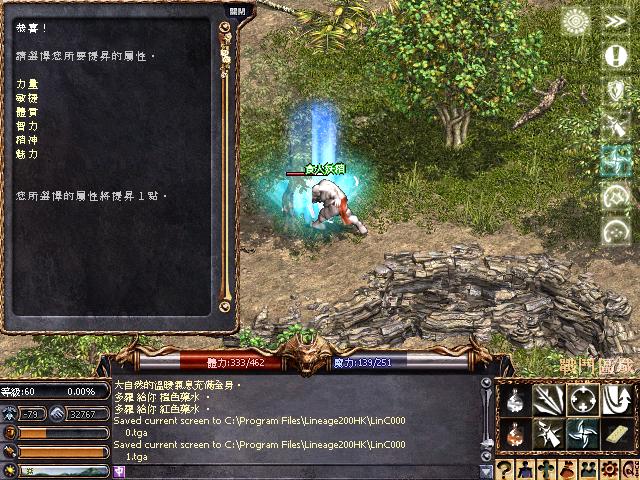 關閉
恭喜！
請選擇您所要提昇的屬性。
力量
敏捷
體質
智力
精神
魅力
您所選擇的屬性將提昇 1 點。
食人妖精
體力:333/462
魔力:139/251
戰鬥區域
等級:60 0.00%
-79 32767
大自然的溫暖氣息充滿全身。
多羅 給你 橙色藥水 。
多羅 給你 紅色藥水 。
Saved current screen to C:\Program Files\Lineage200HK\LinC000
0.tga
Saved current screen to C:\Program Files\Lineage200HK\LinC000
1.tga
中